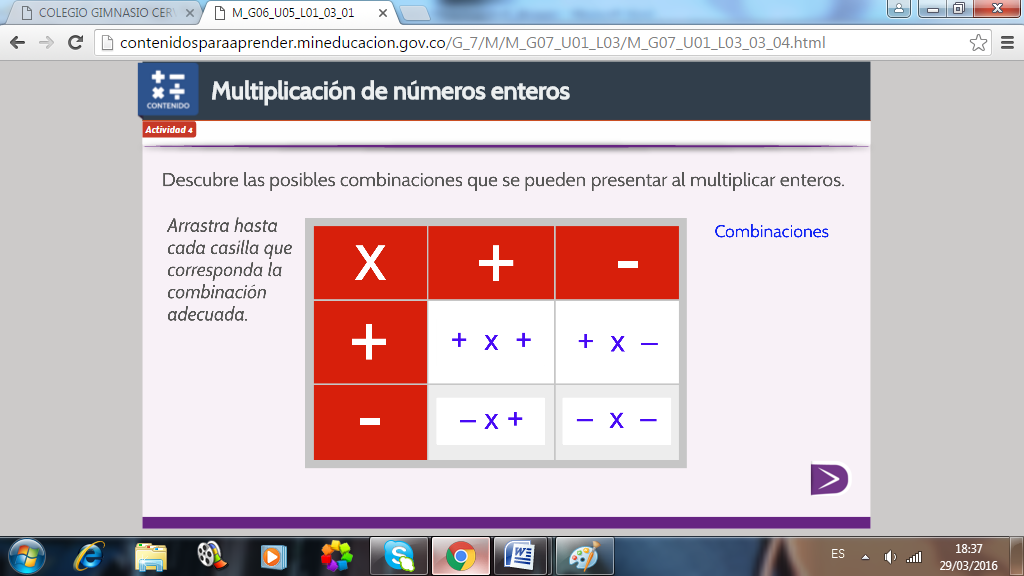 COLEGIO GIMNASIO CER
M_G06_U05_L01_03_01
contenidosparaaprender.mineducacion.gov.co/G_7/M/M_G07_U01_L03/M_G07_U01_L03_03_04.html
CONTENIDO
Multiplicación de números enteros
Actividad 4
Descubre las posibles combinaciones que se pueden presentar al multiplicar enteros.
Arrastra hasta
cada casilla que
corresponda la
combinación
adecuada.
X + -
+ + x + + x –
- – x + – x –
Combinaciones
ES
18:37
29/03/2016